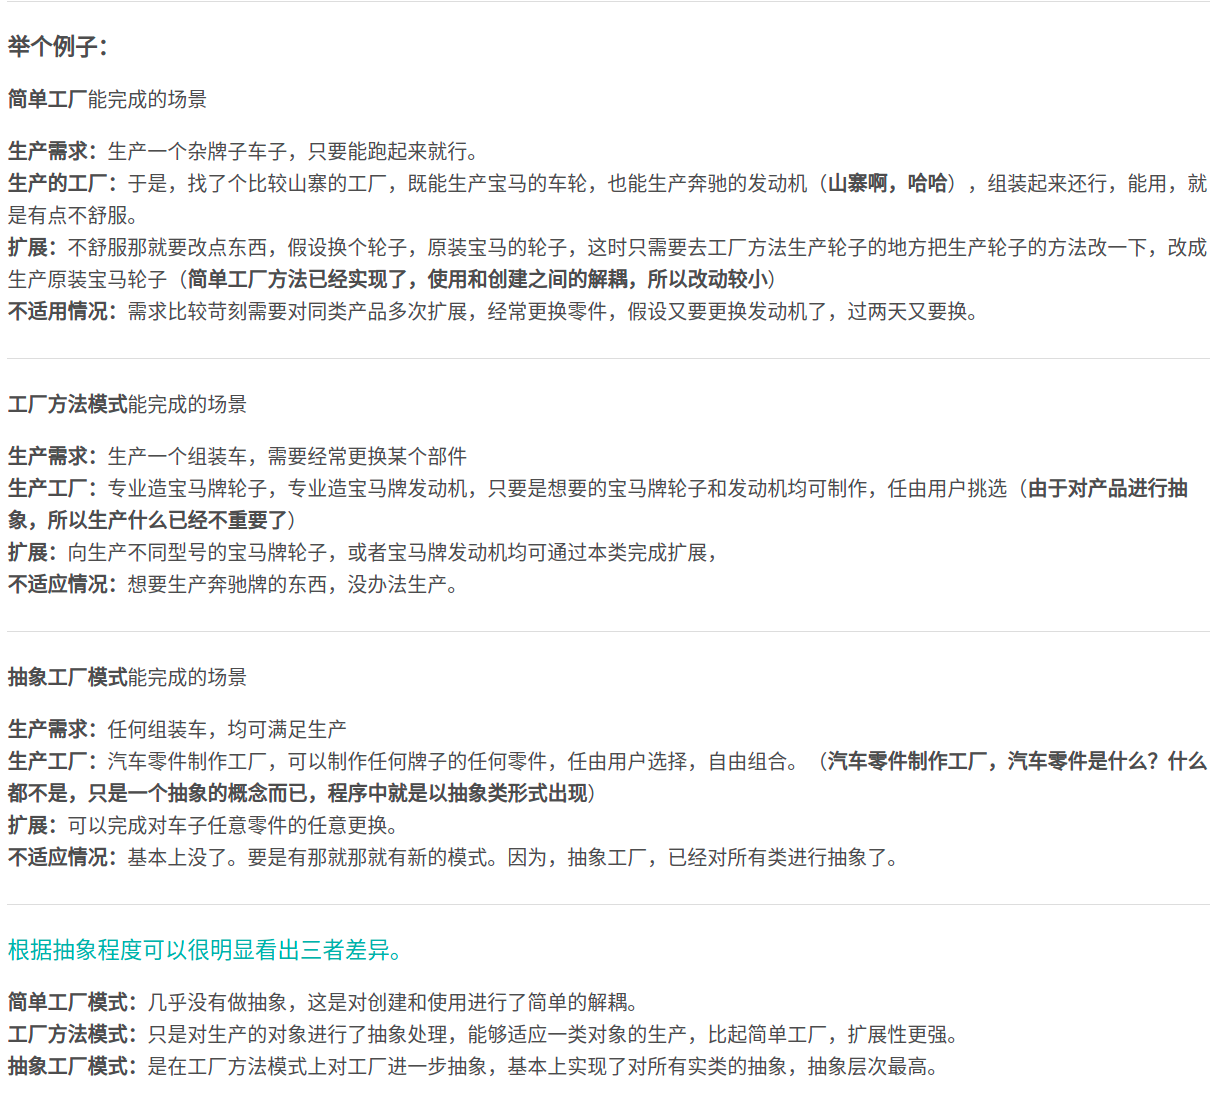 举个例子：
简单工厂能完成的场景
生产需求：生产一个杂牌子车子，只要能跑起来就行。
生产的工厂：于是，找了个比较山寨的工厂，既能生产宝马的车轮，也能生产奔驰的发动机（山寨啊，哈哈），组装起来还行，能用，就
是有点不舒服。
扩展：不舒服那就要改点东西，假设换个轮子，原装宝马的轮子，这时只需要去工厂方法生产轮子的地方把生产轮子的方法改一下，改成
生产原装宝马轮子（简单工厂方法已经实现了，使用和创建之间的解耦，所以改动较小）
不适用情况：需求比较苛刻需要对同类产品多次扩展，经常更换零件，假设又要更换发动机了，过两天又要换。
工厂方法模式能完成的场景
生产需求：生产一个组装车，需要经常更换某个部件
生产工厂：专业造宝马牌轮子，专业造宝马牌发动机，只要是想要的宝马牌轮子和发动机均可制作，任由用户挑选（由于对产品进行抽
象，所以生产什么已经不重要了）
扩展：向生产不同型号的宝马牌轮子，或者宝马牌发动机均可通过本类完成扩展，
不适应情况：想要生产奔驰牌的东西，没办法生产。
抽象工厂模式能完成的场景
生产需求：任何组装车，均可满足生产
生产工厂：汽车零件制作工厂，可以制作任何牌子的任何零件，任由用户选择，自由组合。（汽车零件制作工厂，汽车零件是什么？什么
都不是，只是一个抽象的概念而已，程序中就是以抽象类形式出现）
扩展：可以完成对车子任意零件的任意更换。
不适应情况：基本上没了。要是有那就那就有新的模式。因为，抽象工厂，已经对所有类进行抽象了。
根据抽象程度可以很明显看出三者差异。
简单工厂模式：几乎没有做抽象，这是对创建和使用进行了简单的解耦。
工厂方法模式：只是对生产的对象进行了抽象处理，能够适应一类对象的生产，比起简单工厂，扩展性更强。
抽象工厂模式：是在工厂方法模式上对工厂进一步抽象，基本上实现了对所有实类的抽象，抽象层次最高。